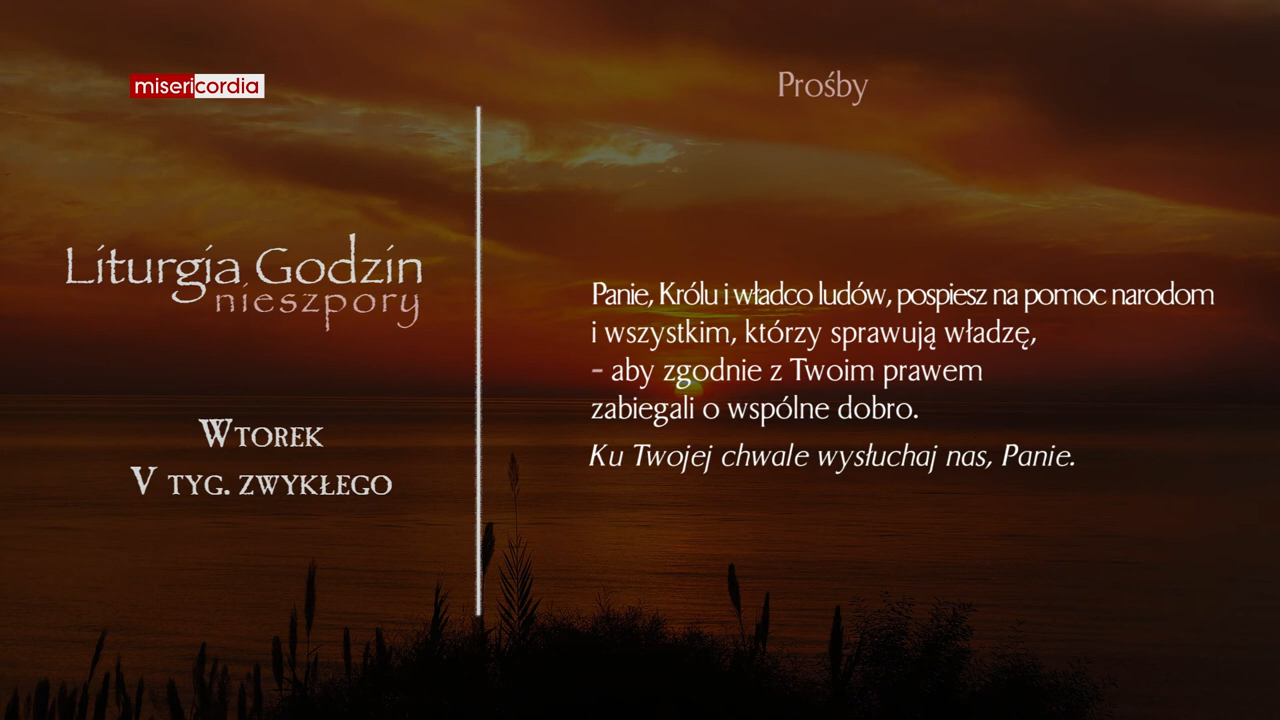 misericordia
Prośby
Liturgia Godzin
nieszpory
Panie, Królu i władco ludów, pospiesz na pomoc narodom
i wszystkim, którzy sprawują władzę,
- aby zgodnie z Twoim prawem
zabiegali o wspólne dobro.
Ku Twojej chwale wysłuchaj nas, Panie.
Wtorek
V tyg. zwykłego